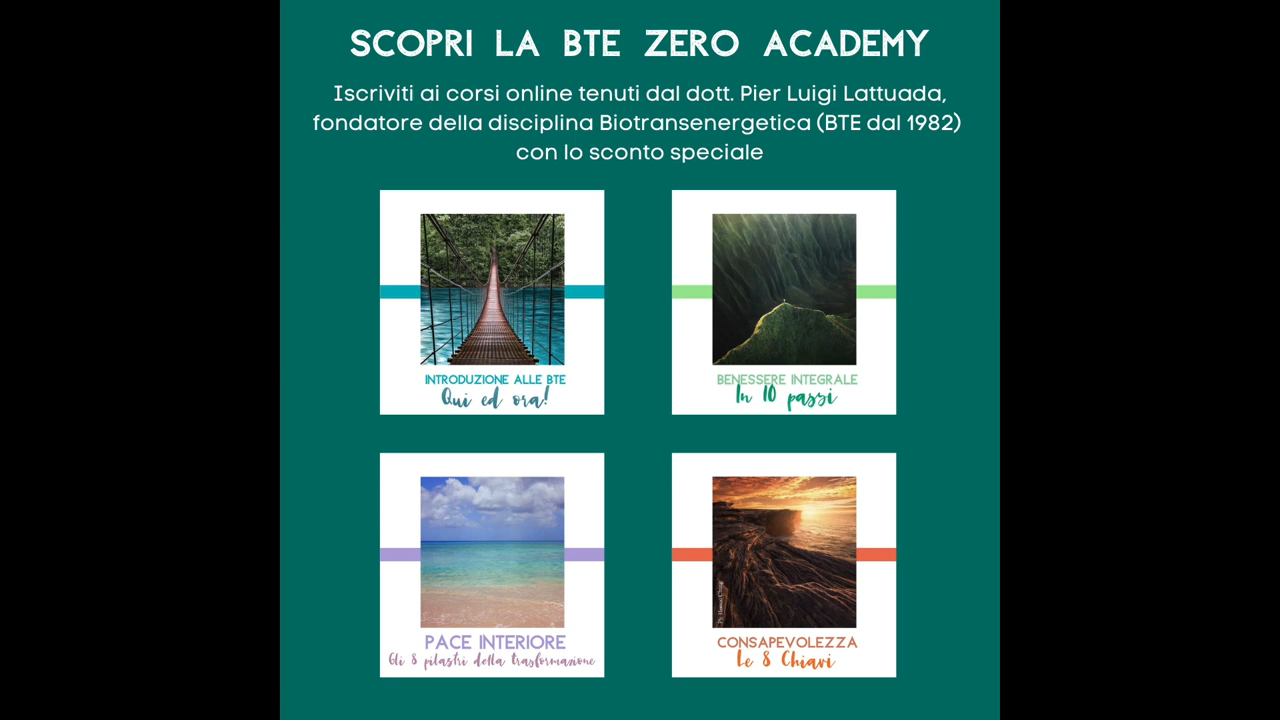 SCOPRI LA BTE ZERO ACADEMY
Iscriviti ai corsi online tenuti dal dott. Pier Luigi Lattuada,
fondatore della disciplina Biotransenergetica (BTE dal 1982)
con lo sconto speciale
INTRODUZIONE ALLE BTE
Qui ed ora!
BENESSERE INTEGRALE
In 10 passi
PACE INTERIORE
Gli 8 pilastri della trasformazione
CONSAPEVOLEZZA
Le 8 Chiavi